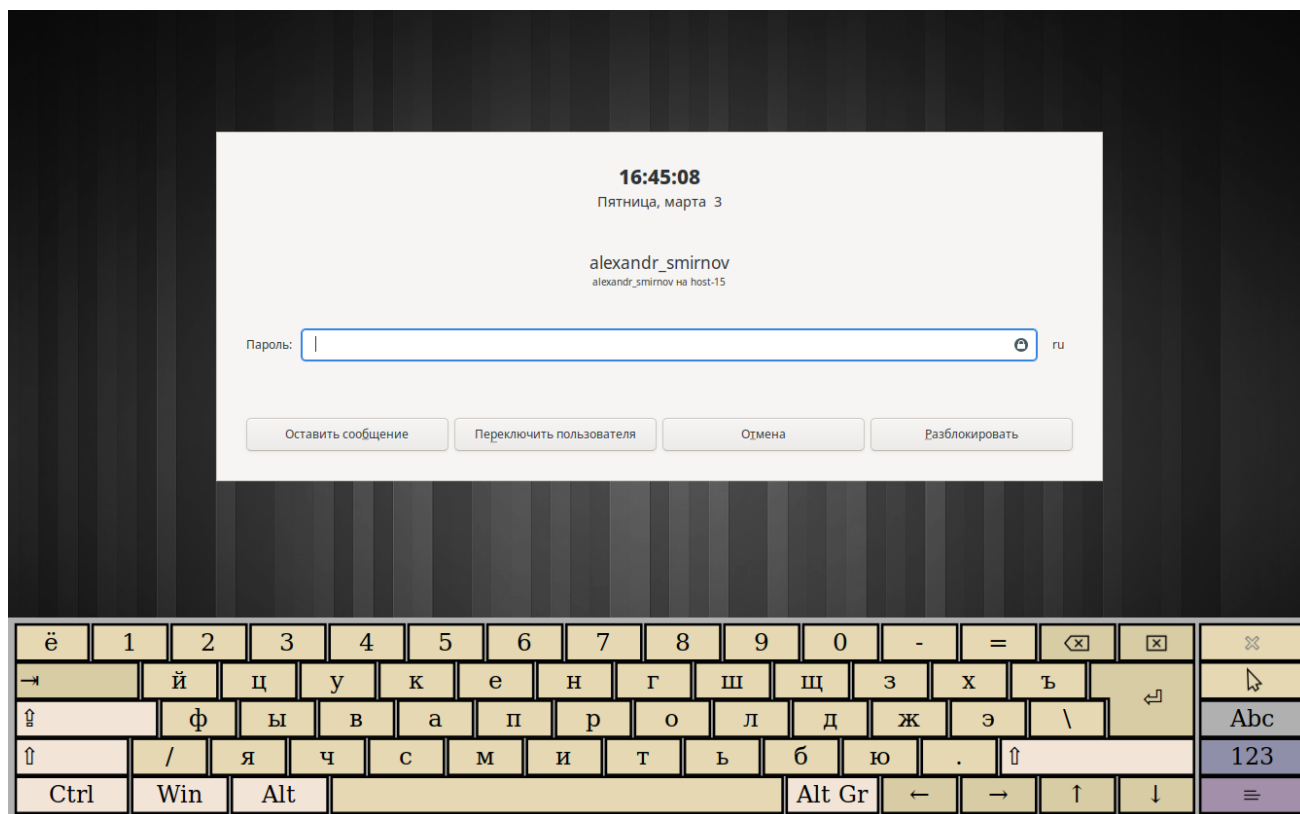 16:45:08
Пятница, марта 3
alexandr_smirnov
alexandr_smirnov на host-15
Пароль: ru
Оставить сообщение Переключить пользователя Отмена Разблокировать
ё 1 2 3 4 5 6 7 8 9 0 - =
й ц у к е н г ш щ з х ъ
ф ы в а п р о л д ж э \ Abc
/ я ч с м и т ь б ю . 123
Ctrl Win Alt Alt Gr ← → ↑ ↓